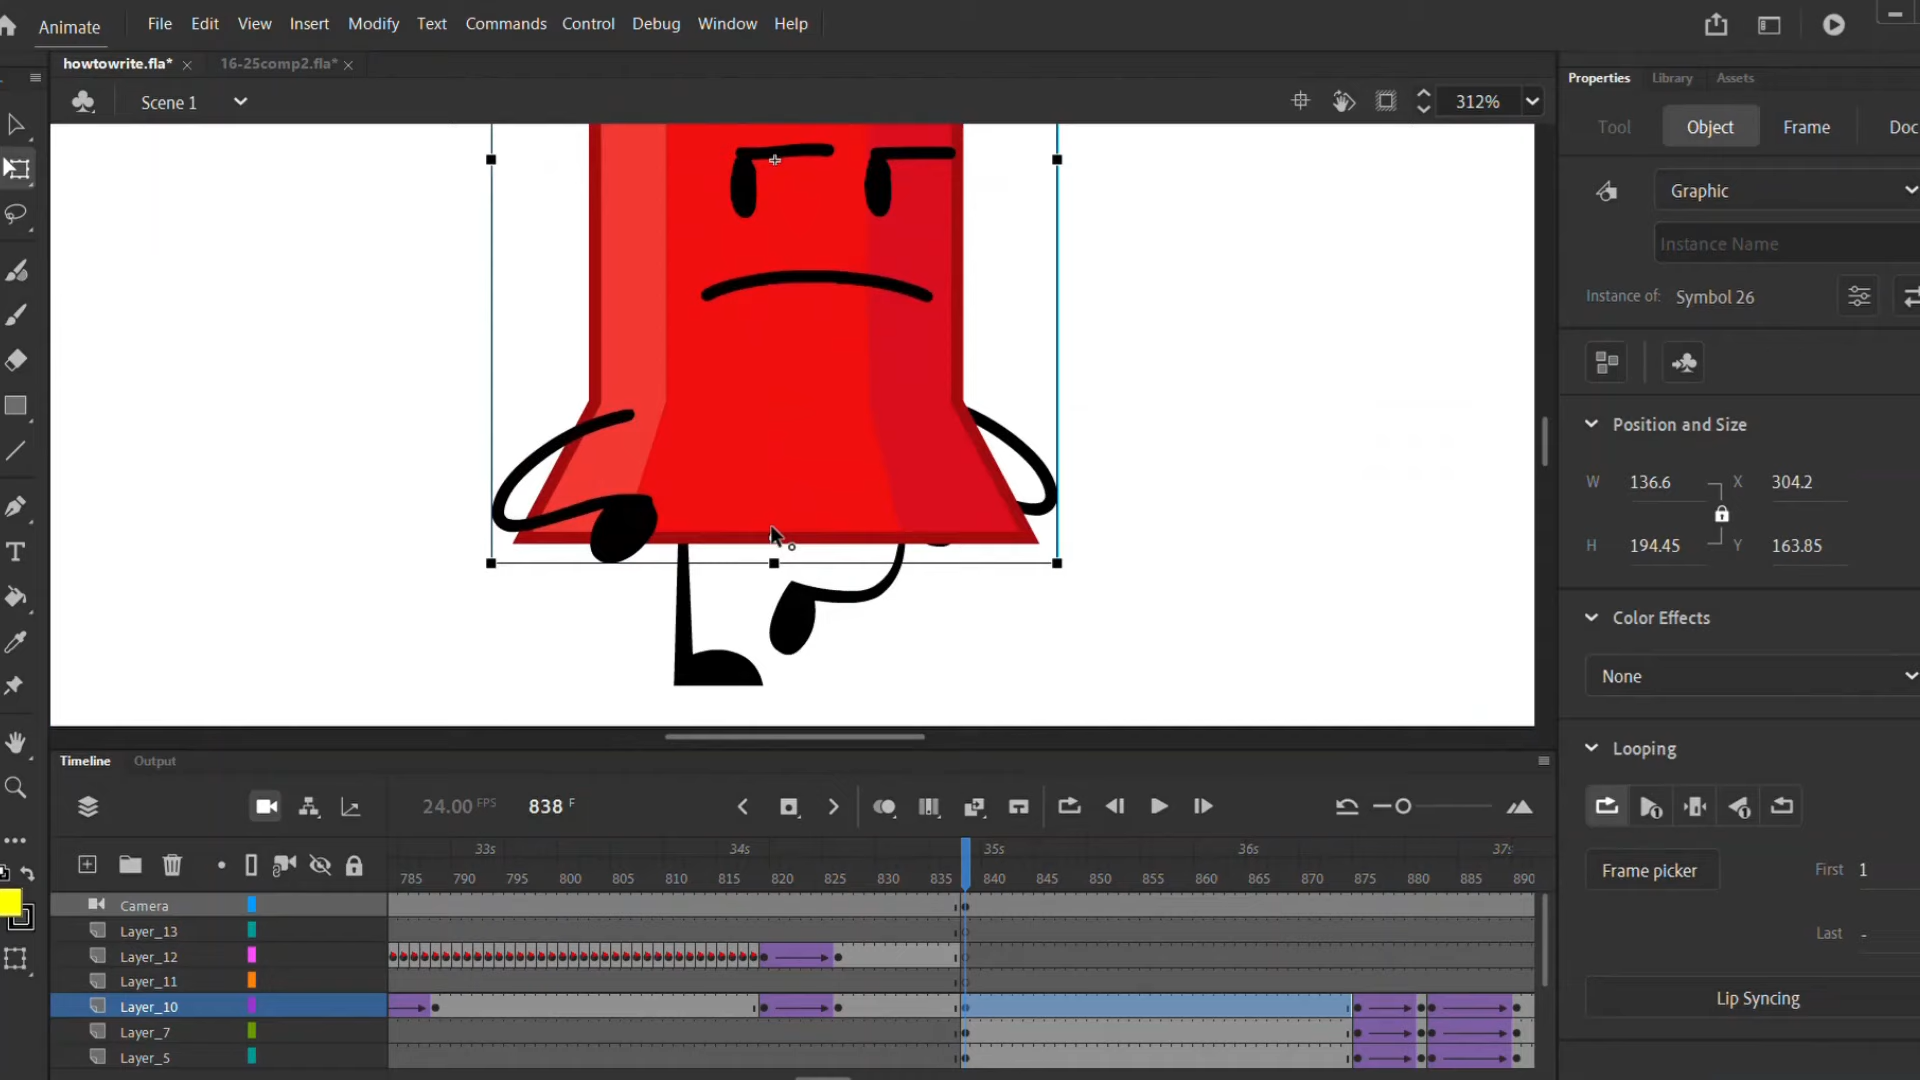 Animate File Edit View Insert Modify Text Commands Control Debug Window Help
howtowrite.fla* 16-25comp2.fla*
Scene 1 312%
Properties Library Assets
Tool Object Frame Doc
Graphic
Instance Name
Instance of: Symbol 26
Position and Size
W 136.6 X 304.2
H 194.45 Y 163.85
Color Effects
None
Looping
Frame picker First 1
Last -
Lip Syncing
Timeline Output
24.00 FPS 838 F
33s 34s 35s 36s 37s
785 790 795 800 805 810 815 820 825 830 835 840 845 850 855 860 865 870 875 880 885 890
Camera
Layer_13
Layer_12
Layer_11
Layer_10
Layer_7
Layer_5